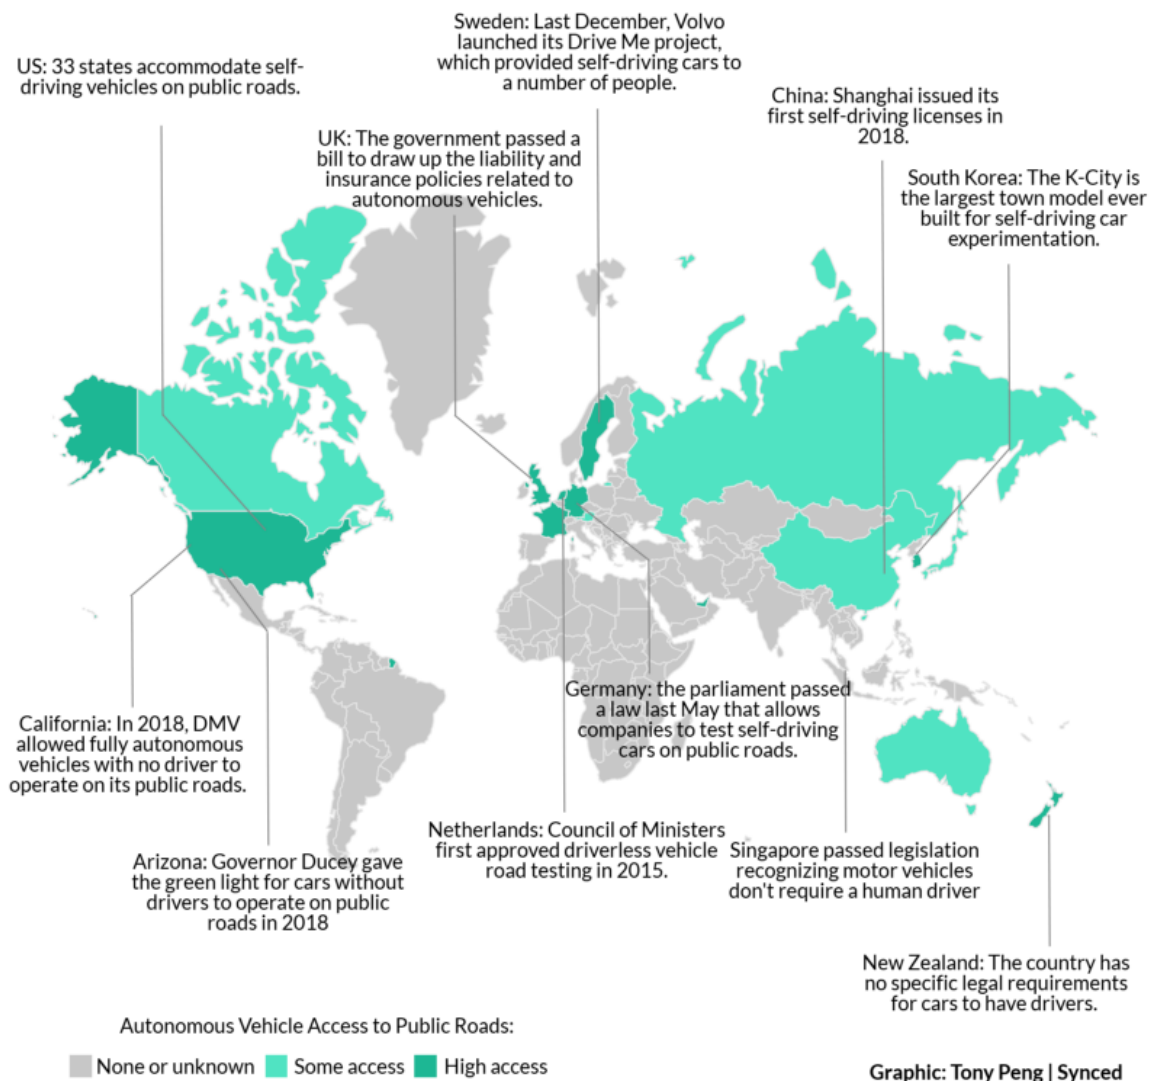 Sweden: Last December, Volvo
launched its Drive Me project,
which provided self-driving cars to
a number of people.
US: 33 states accommodate self-
driving vehicles on public roads.
China: Shanghai issued its
first self-driving licenses in
2018.
UK: The government passed a
bill to draw up the liability and
insurance policies related to
autonomous vehicles.
South Korea: The K-City is
the largest town model ever
built for self-driving car
experimentation.
Germany: the parliament passed
a law last May that allows
companies to test self-driving
cars on public roads.
California: In 2018, DMV
allowed fully autonomous
vehicles with no driver to
operate on its public roads.
Netherlands: Council of Ministers
first approved driverless vehicle
road testing in 2015.
Singapore passed legislation
recognizing motor vehicles
don't require a human driver
Arizona: Governor Ducey gave
the green light for cars without
drivers to operate on public
roads in 2018
New Zealand: The country has
no specific legal requirements
for cars to have drivers.
Autonomous Vehicle Access to Public Roads:
None or unknown Some access High access
Graphic: Tony Peng | Synced